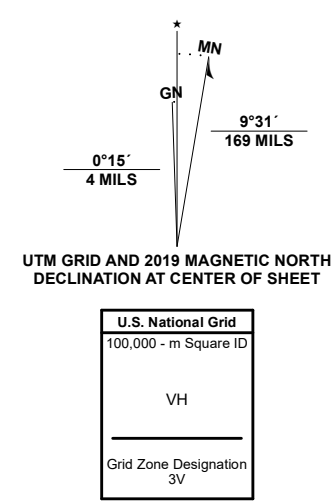 ★
MN
GN
9°31´
169 MILS
0°15´
4 MILS
UTM GRID AND 2019 MAGNETIC NORTH
DECLINATION AT CENTER OF SHEET
U.S. National Grid
100,000 - m Square ID
VH
Grid Zone Designation
3V